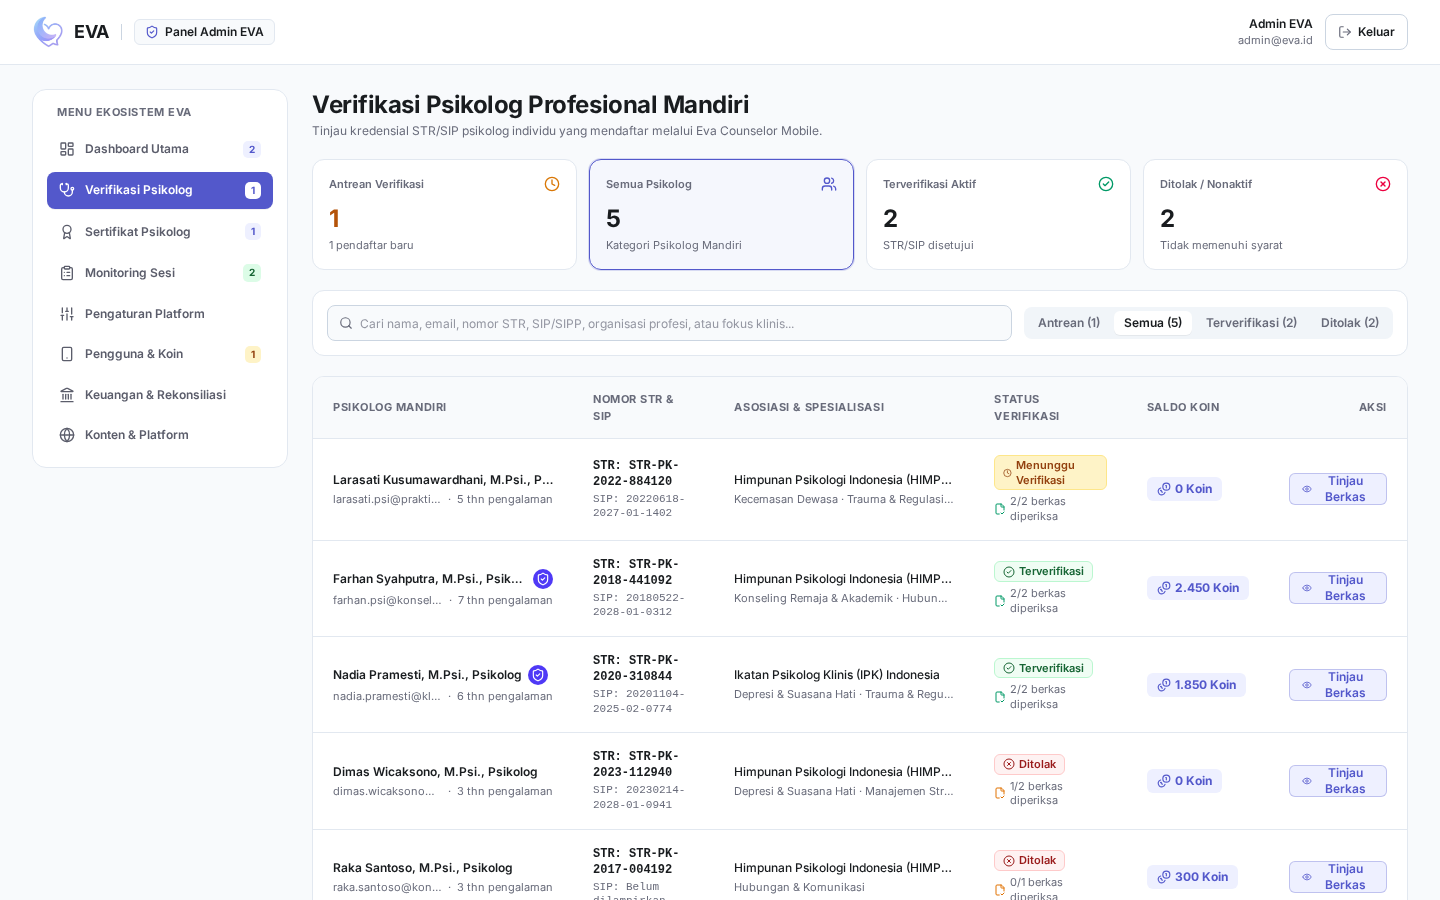 EVA
Panel Admin EVA
Admin EVA
admin@eva.id
Keluar
MENU EKOSISTEM EVA
Dashboard Utama 2
Verifikasi Psikolog 1
Sertifikat Psikolog 1
Monitoring Sesi 2
Pengaturan Platform
Pengguna & Koin 1
Keuangan & Rekonsiliasi
Konten & Platform
Verifikasi Psikolog Profesional Mandiri
Tinjau kredensial STR/SIP psikolog individu yang mendaftar melalui Eva Counselor Mobile.
Antrean Verifikasi
1
1 pendaftar baru
Semua Psikolog
5
Kategori Psikolog Mandiri
Terverifikasi Aktif
2
STR/SIP disetujui
Ditolak / Nonaktif
2
Tidak memenuhi syarat
Cari nama, email, nomor STR, SIP/SIPP, organisasi profesi, atau fokus klinis...
Antrean (1) Semua (5) Terverifikasi (2) Ditolak (2)
PSIKOLOG MANDIRI
NOMOR STR &
SIP
ASOSIASI & SPESIALISASI
STATUS
VERIFIKASI
SALDO KOIN
AKSI
Larasati Kusumawardhani, M.Psi., P...
larasati.psi@prakti... · 5 thn pengalaman
STR: STR-PK-
2022-884120
SIP: 20220618-
2027-01-1402
Himpunan Psikologi Indonesia (HIMP...
Kecemasan Dewasa · Trauma & Regulasi...
Menunggu
Verifikasi
2/2 berkas
diperiksa
0 Koin
Tinjau
Berkas
Farhan Syahputra, M.Psi., Psik...
farhan.psi@konsel... · 7 thn pengalaman
STR: STR-PK-
2018-441092
SIP: 20180522-
2028-01-0312
Himpunan Psikologi Indonesia (HIMP...
Konseling Remaja & Akademik · Hubun...
Terverifikasi
2/2 berkas
diperiksa
2.450 Koin
Tinjau
Berkas
Nadia Pramesti, M.Psi., Psikolog
nadia.pramesti@kl... · 6 thn pengalaman
STR: STR-PK-
2020-310844
SIP: 20201104-
2025-02-0774
Ikatan Psikolog Klinis (IPK) Indonesia
Depresi & Suasana Hati · Trauma & Regu...
Terverifikasi
2/2 berkas
diperiksa
1.850 Koin
Tinjau
Berkas
Dimas Wicaksono, M.Psi., Psikolog
dimas.wicaksono... · 3 thn pengalaman
STR: STR-PK-
2023-112940
SIP: 20230214-
2028-01-0941
Himpunan Psikologi Indonesia (HIMP...
Depresi & Suasana Hati · Manajemen Str...
Ditolak
1/2 berkas
diperiksa
0 Koin
Tinjau
Berkas
Raka Santoso, M.Psi., Psikolog
raka.santoso@kon... · 3 thn pengalaman
STR: STR-PK-
2017-004192
SIP: Belum
dilampirkan
Himpunan Psikologi Indonesia (HIMP...
Hubungan & Komunikasi
Ditolak
0/1 berkas
diperiksa
300 Koin
Tinjau
Berkas